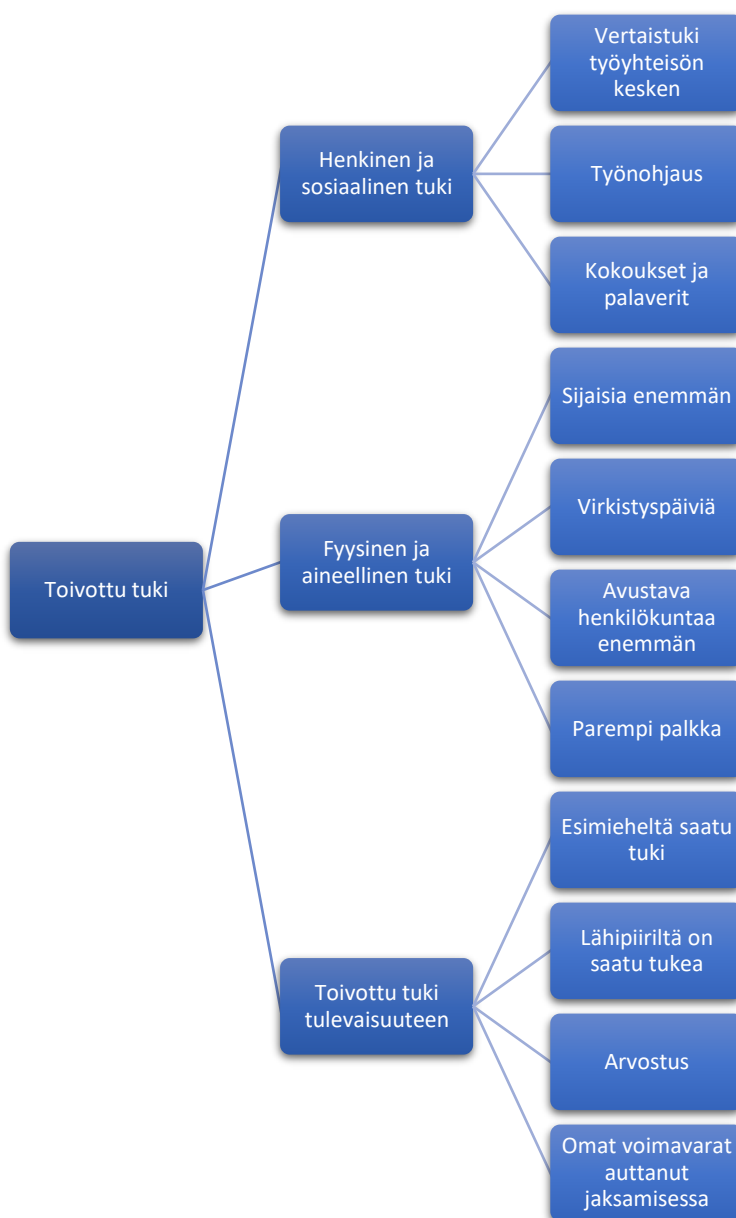 Toivottu tuki
Henkinen ja
sosiaalinen tuki
Vertaistuki
työyhteisön
kesken
Työnohjaus
Kokoukset ja
palaverit
Fyysinen ja
aineellinen tuki
Sijaisia enemmän
Virkistyspäiviä
Avustava
henkilökuntaa
enemmän
Parempi palkka
Toivottu tuki
tulevaisuuteen
Esimieheltä saatu
tuki
Lähipiiriltä on
saatu tukea
Arvostus
Omat voimavarat
auttanut
jaksamisessa